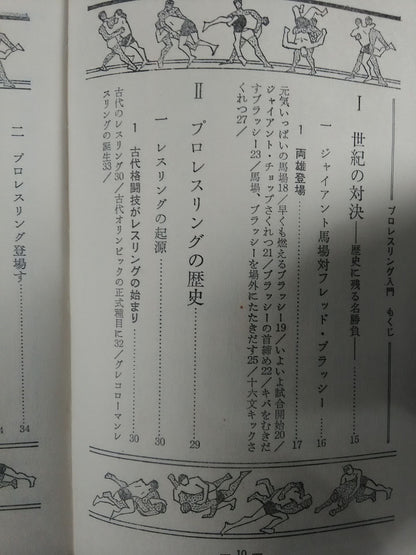 プロレスリング入門 もくじ
Ⅰ 世紀の対決──歴史に残る名勝負──……15
一 ジャイアント馬場対フレッド・ブラッシー……16
1 両雄登場……17
元気いっぱいの馬場18／早くも燃えるブラッシー19／いよいよ試合開始20／
ジャイアント・チョップさくれつ21／ブラッシーの首締め22／キバをむきだ
すブラッシー23／馬場、ブラッシーを場外にたたきだす25／十六文キックさ
くれつ27／
Ⅱ プロレスリングの歴史……29
一 レスリングの起源……30
1 古代格闘技がレスリングの始まり……30
古代のレスリング30／古代オリンピックの正式種目に32／グレコローマンレ
スリングの誕生33／
二 プロレスリング登場す……34
― 10 ―